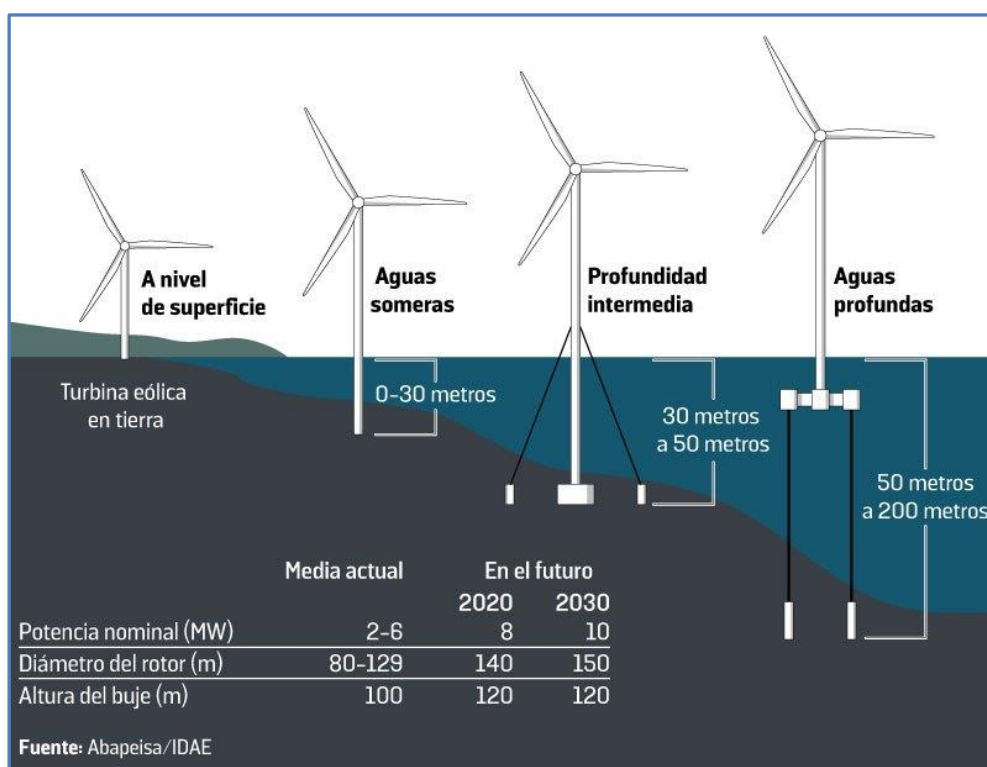 A nivel
de superficie
Aguas
someras
Profundidad
intermedia
Aguas
profundas
Turbina eólica
en tierra
0-30 metros
30 metros
a 50 metros
50 metros
a 200 metros
Media actual En el futuro
2020 2030
Potencia nominal (MW) 2-6 8 10
Diámetro del rotor (m) 80-129 140 150
Altura del buje (m) 100 120 120
Fuente: Abapeisa/IDAE